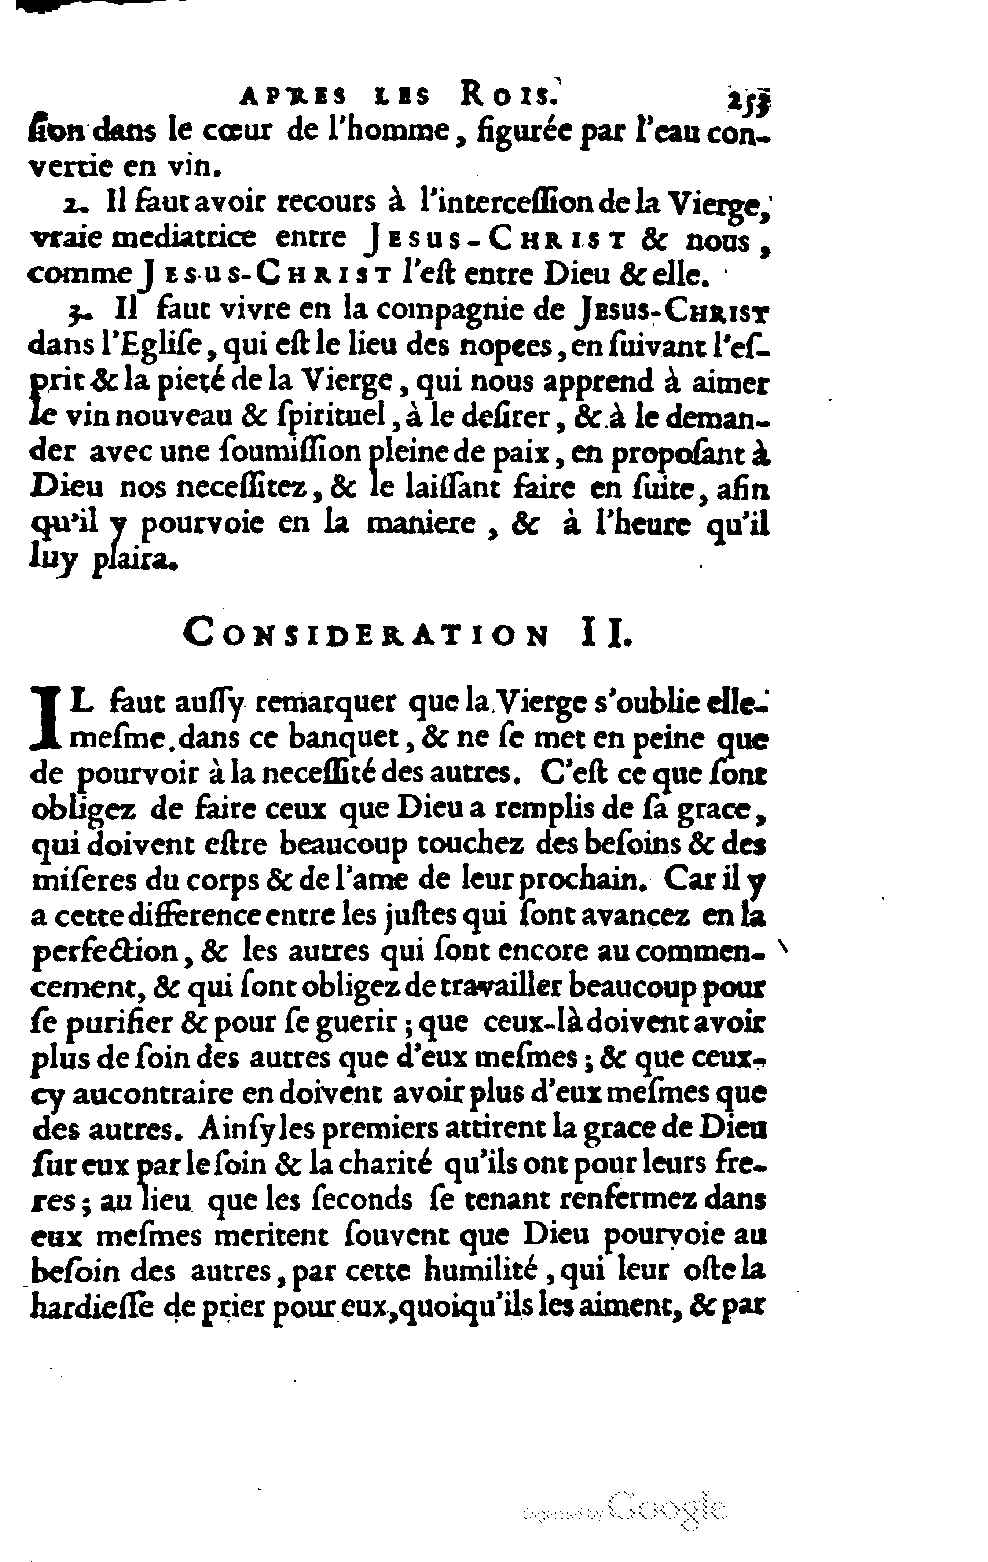 APRES LES ROIS. 253
ſion dans le cœur de l'homme, figurée par l'eau con-
vertie en vin.
2. Il faut avoir recours à l'interceſſion de la Vierge,
vraie mediatrice entre JESUS-CHRIST & nous,
comme JESUS-CHRIST l'eſt entre Dieu & elle.
3. Il faut vivre en la compagnie de JESUS-CHRIST
dans l'Egliſe, qui eſt le lieu des nopces, en ſuivant l'eſ-
prit & la pieté de la Vierge, qui nous apprend à aimer
le vin nouveau & ſpirituel, à le deſirer, & à le deman-
der avec une ſoumiſſion pleine de paix, en propoſant à
Dieu nos neceſſitez, & le laiſſant faire en ſuite, afin
qu'il y pourvoie en la maniere, & à l'heure qu'il
luy plaira.
CONSIDERATION II.
IL faut auſſy remarquer que la Vierge s'oublie elle-
meſme dans ce banquet, & ne ſe met en peine que
de pourvoir à la neceſſité des autres. C'eſt ce que ſont
obligez de faire ceux que Dieu a remplis de ſa grace,
qui doivent eſtre beaucoup touchez des beſoins & des
miſeres du corps & de l'ame de leur prochain. Car il y
a cette difference entre les juſtes qui ſont avancez en la
perfection, & les autres qui ſont encore au commen-
cement, & qui ſont obligez de travailler beaucoup pour
ſe purifier & pour ſe guerir; que ceux-là doivent avoir
plus de ſoin des autres que d'eux meſmes; & que ceux-
cy aucontraire en doivent avoir plus d'eux meſmes que
des autres. Ainſy les premiers attirent la grace de Dieu
ſur eux par le ſoin & la charité qu'ils ont pour leurs fre-
res; au lieu que les ſeconds ſe tenant renfermez dans
eux meſmes meritent ſouvent que Dieu pourvoie au
beſoin des autres, par cette humilité, qui leur oſte la
hardieſſe de prier pour eux, quoiqu'ils les aiment, & par
Digitized by Google